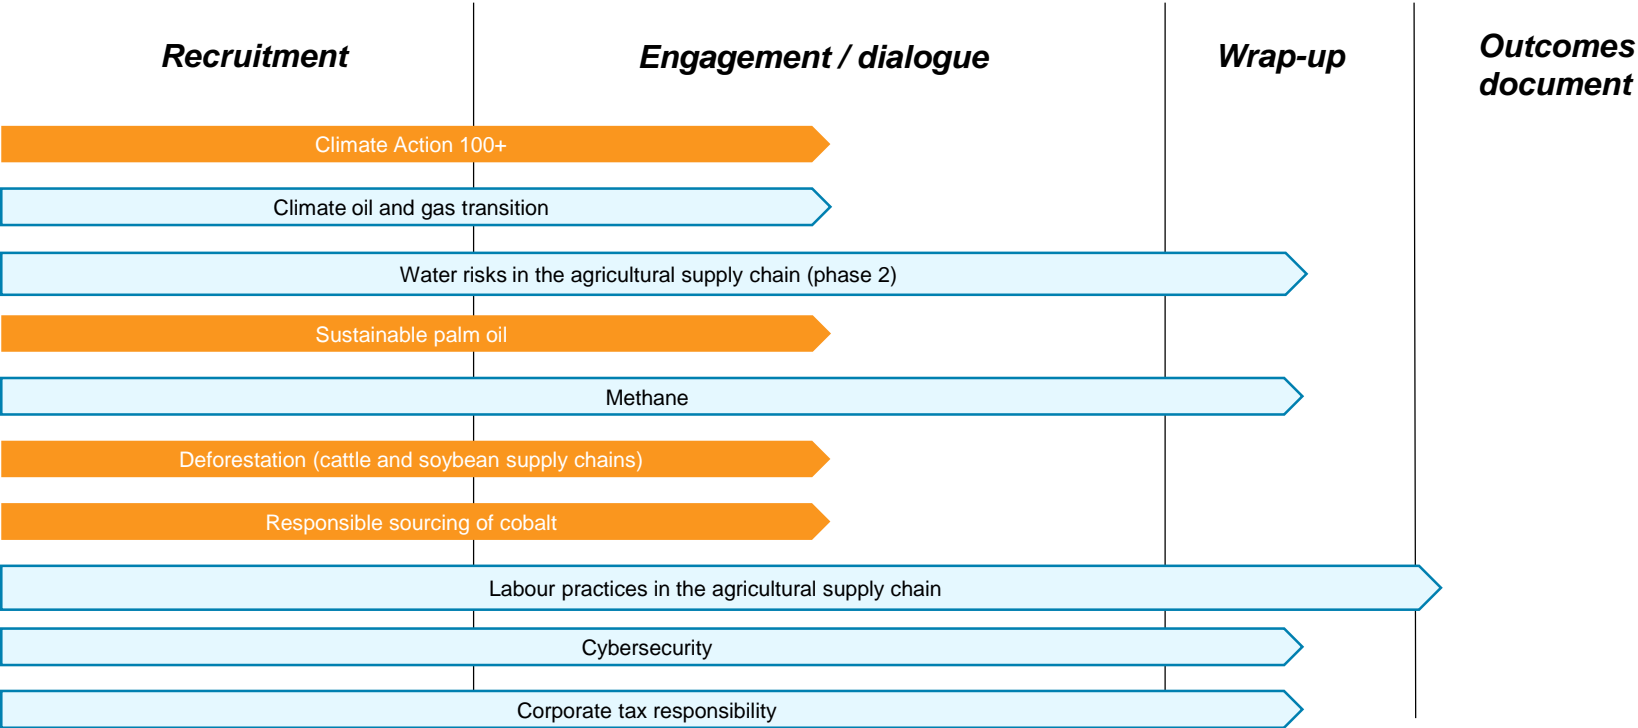 Recruitment
Engagement / dialogue
Wrap-up
Outcomes
document
Climate Action 100+
Climate oil and gas transition
Water risks in the agricultural supply chain (phase 2)
Sustainable palm oil
Methane
Deforestation (cattle and soybean supply chains)
Responsible sourcing of cobalt
Labour practices in the agricultural supply chain
Cybersecurity
Corporate tax responsibility